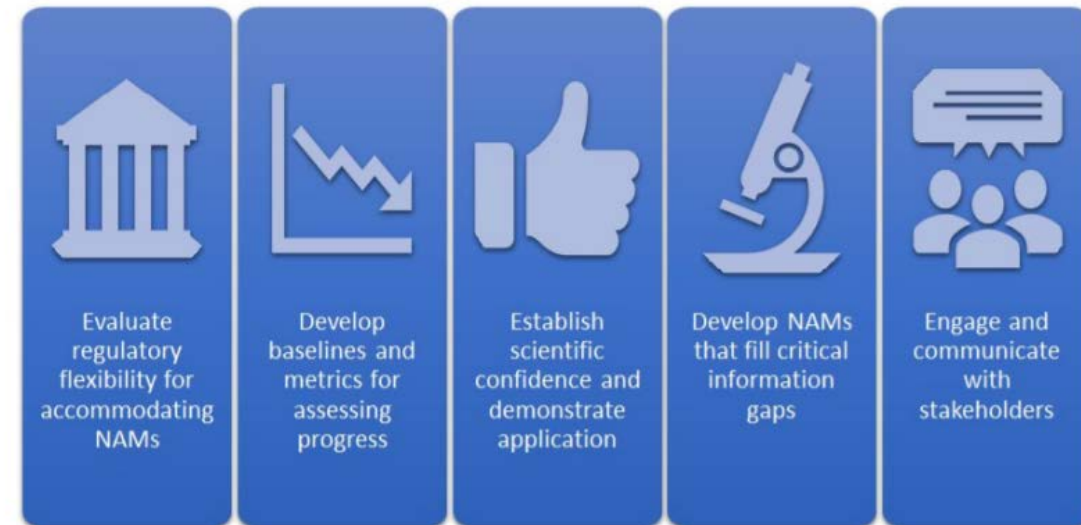 Evaluate
regulatory
flexibility for
accommodating
NAMs
Develop
baselines and
metrics for
assessing
progress
Establish
scientific
confidence and
demonstrate
application
Develop NAMs
that fill critical
information
gaps
Engage and
communicate
with
stakeholders